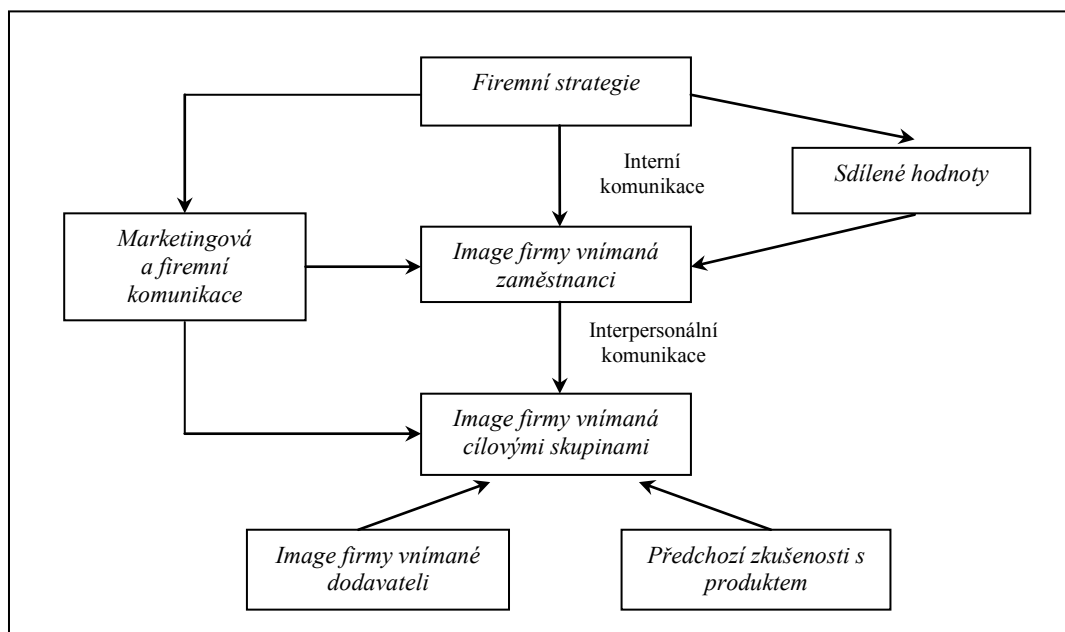 Firemní strategie
Interní
komunikace
Sdílené hodnoty
Marketingová
a firemní
komunikace
Image firmy vnímaná
zaměstnanci
Interpersonální
komunikace
Image firmy vnímaná
cílovými skupinami
Image firmy vnímané
dodavateli
Předchozí zkušenosti s
produktem